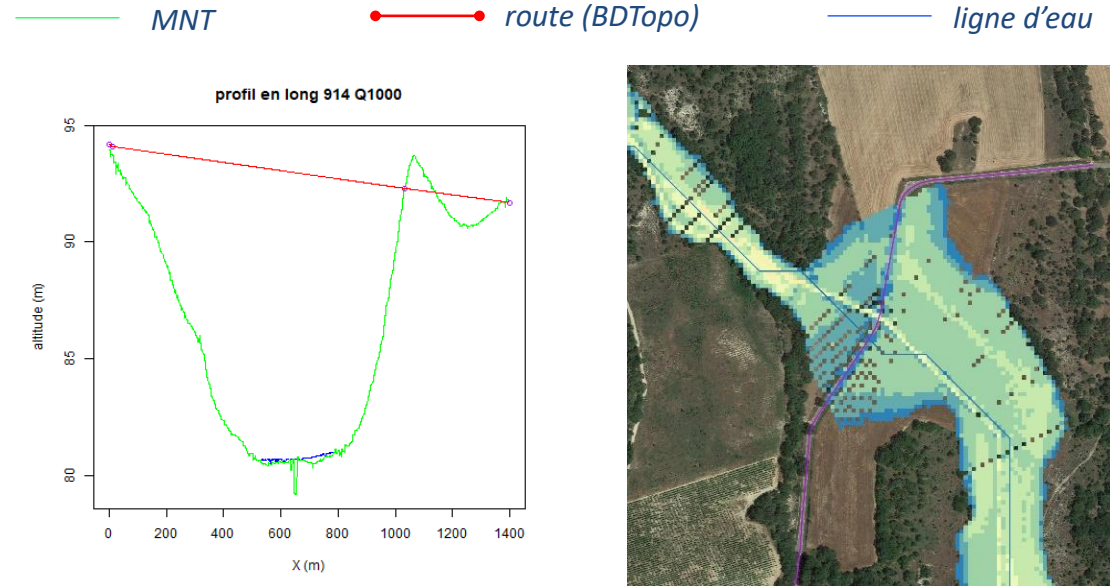 MNT
route (BDTopo)
ligne d'eau
profil en long 914 Q1000
95
90
85
80
altitude (m)
0 200 400 600 800 1000 1200 1400
X (m)